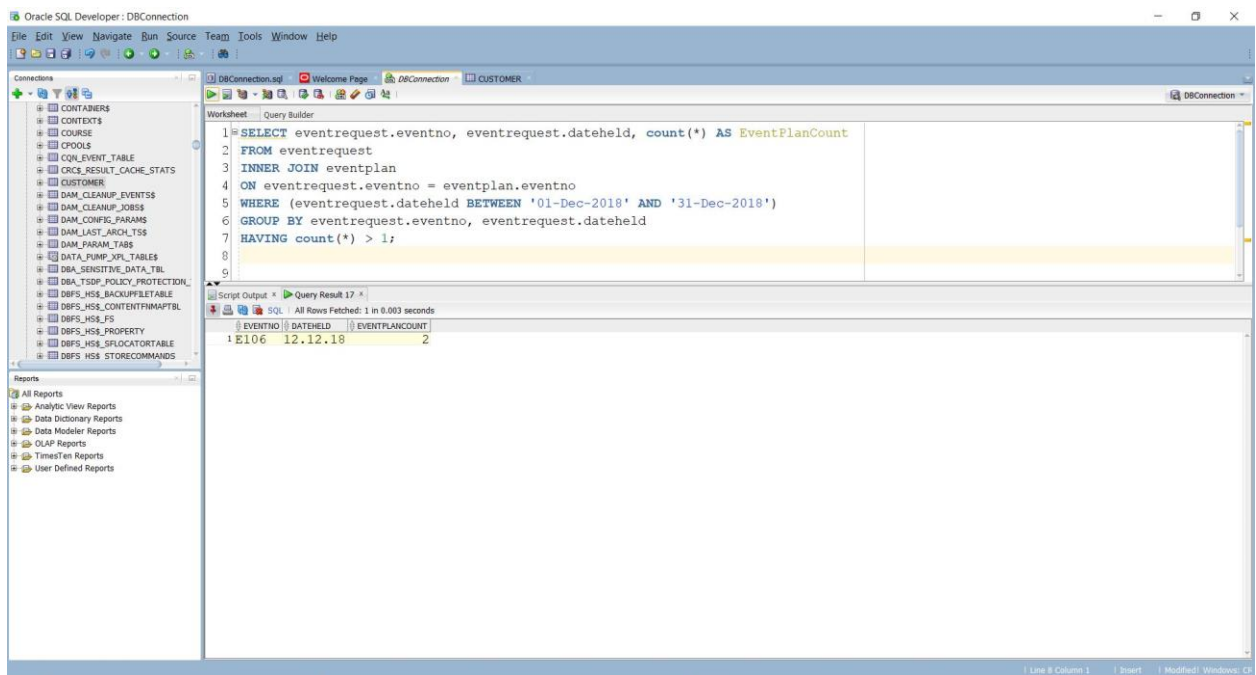 Oracle SQL Developer : DBConnection
File Edit View Navigate Run Source Team Tools Window Help
Connections
CONTAINER$
CONTEXT$
COURSE
CPOOL$
CQN_EVENT_TABLE
CRC$_RESULT_CACHE_STATS
CUSTOMER
DAM_CLEANUP_EVENTS$
DAM_CLEANUP_JOBS$
DAM_CONFIG_PARAM$
DAM_LAST_ARCH_TS$
DAM_PARAM_TAB$
DATA_PUMP_XPL_TABLE$
DBA_SENSITIVE_DATA_TBL
DBA_TSDP_POLICY_PROTECTION_
DBFS_HS$_BACKUPFILETABLE
DBFS_HS$_CONTENTFNMAPTBL
DBFS_HS$_FS
DBFS_HS$_PROPERTY
DBFS_HS$_SFLOCATORTABLE
DBFS_HS$_STORECOMMANDS
Reports
All Reports
Analytic View Reports
Data Dictionary Reports
Data Modeler Reports
OLAP Reports
TimesTen Reports
User Defined Reports
DBConnection.sql Welcome Page DBConnection CUSTOMER
DBConnection
Worksheet Query Builder
1 SELECT eventrequest.eventno, eventrequest.dateheld, count(*) AS EventPlanCount
2 FROM eventrequest
3 INNER JOIN eventplan
4 ON eventrequest.eventno = eventplan.eventno
5 WHERE (eventrequest.dateheld BETWEEN '01-Dec-2018' AND '31-Dec-2018')
6 GROUP BY eventrequest.eventno, eventrequest.dateheld
7 HAVING count(*) > 1;
8
9
Script Output × Query Result 17 ×
SQL | All Rows Fetched: 1 in 0.003 seconds
EVENTNO DATEHELD EVENTPLANCOUNT
1 E106 12.12.18 2
Line 8 Column 1 | Insert | Modified | Windows: CR